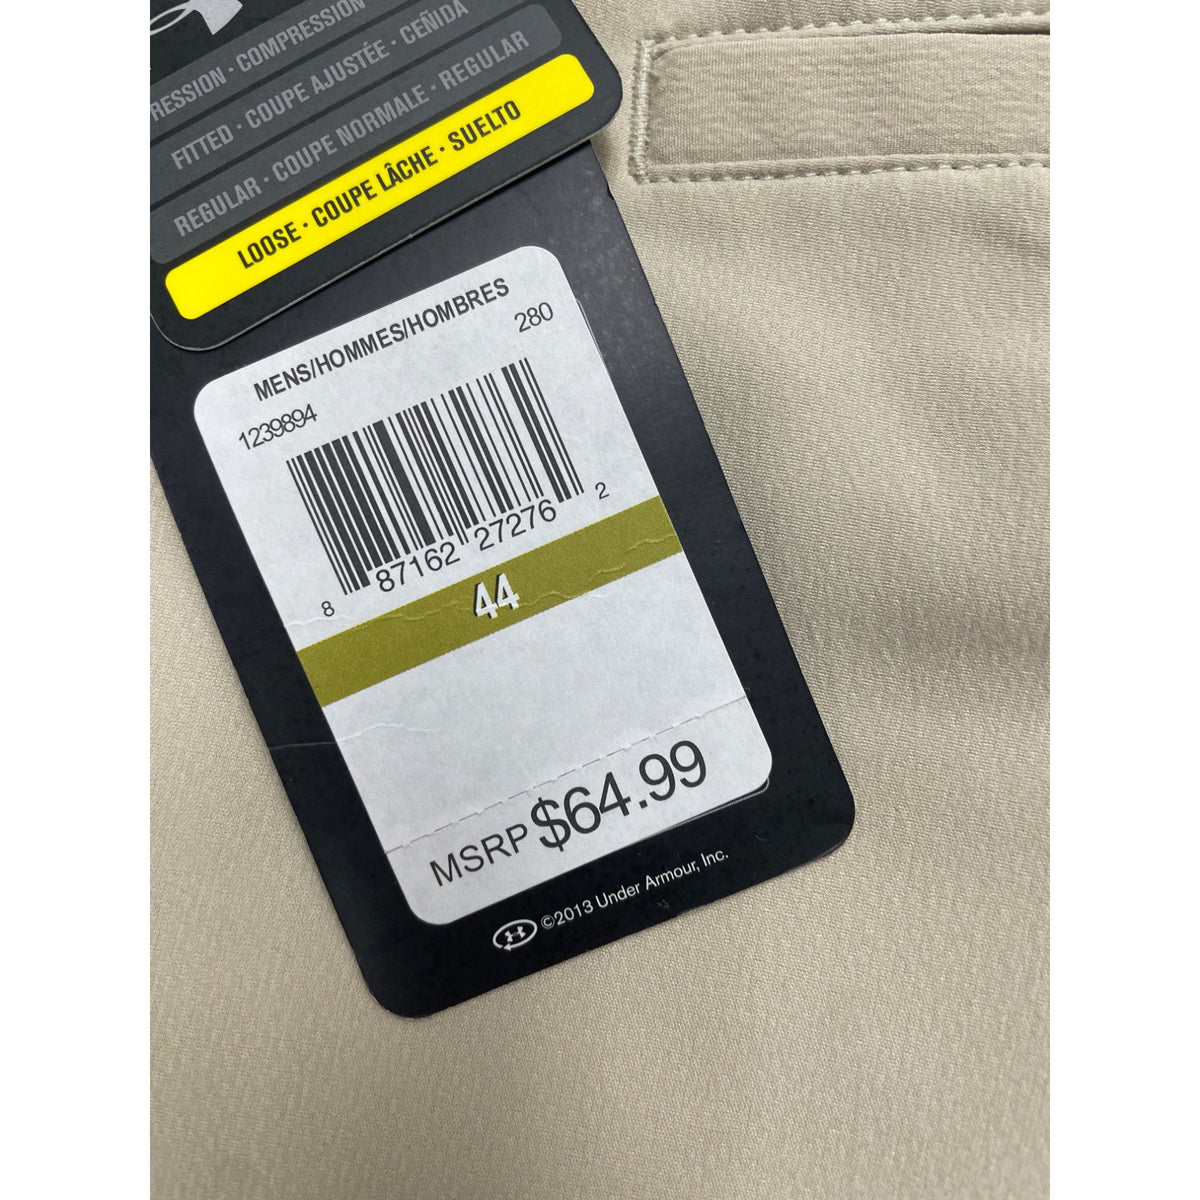 RESSION · COMPRESSION
FITTED · COUPE AJUSTÉE · CEÑIDA
REGULAR · COUPE NORMALE · REGULAR
LOOSE · COUPE LÂCHE · SUELTO
MENS/HOMMES/HOMBRES
1239894 280
8 87162 27276 2
44
MSRP $64.99
©2013 Under Armour, Inc.